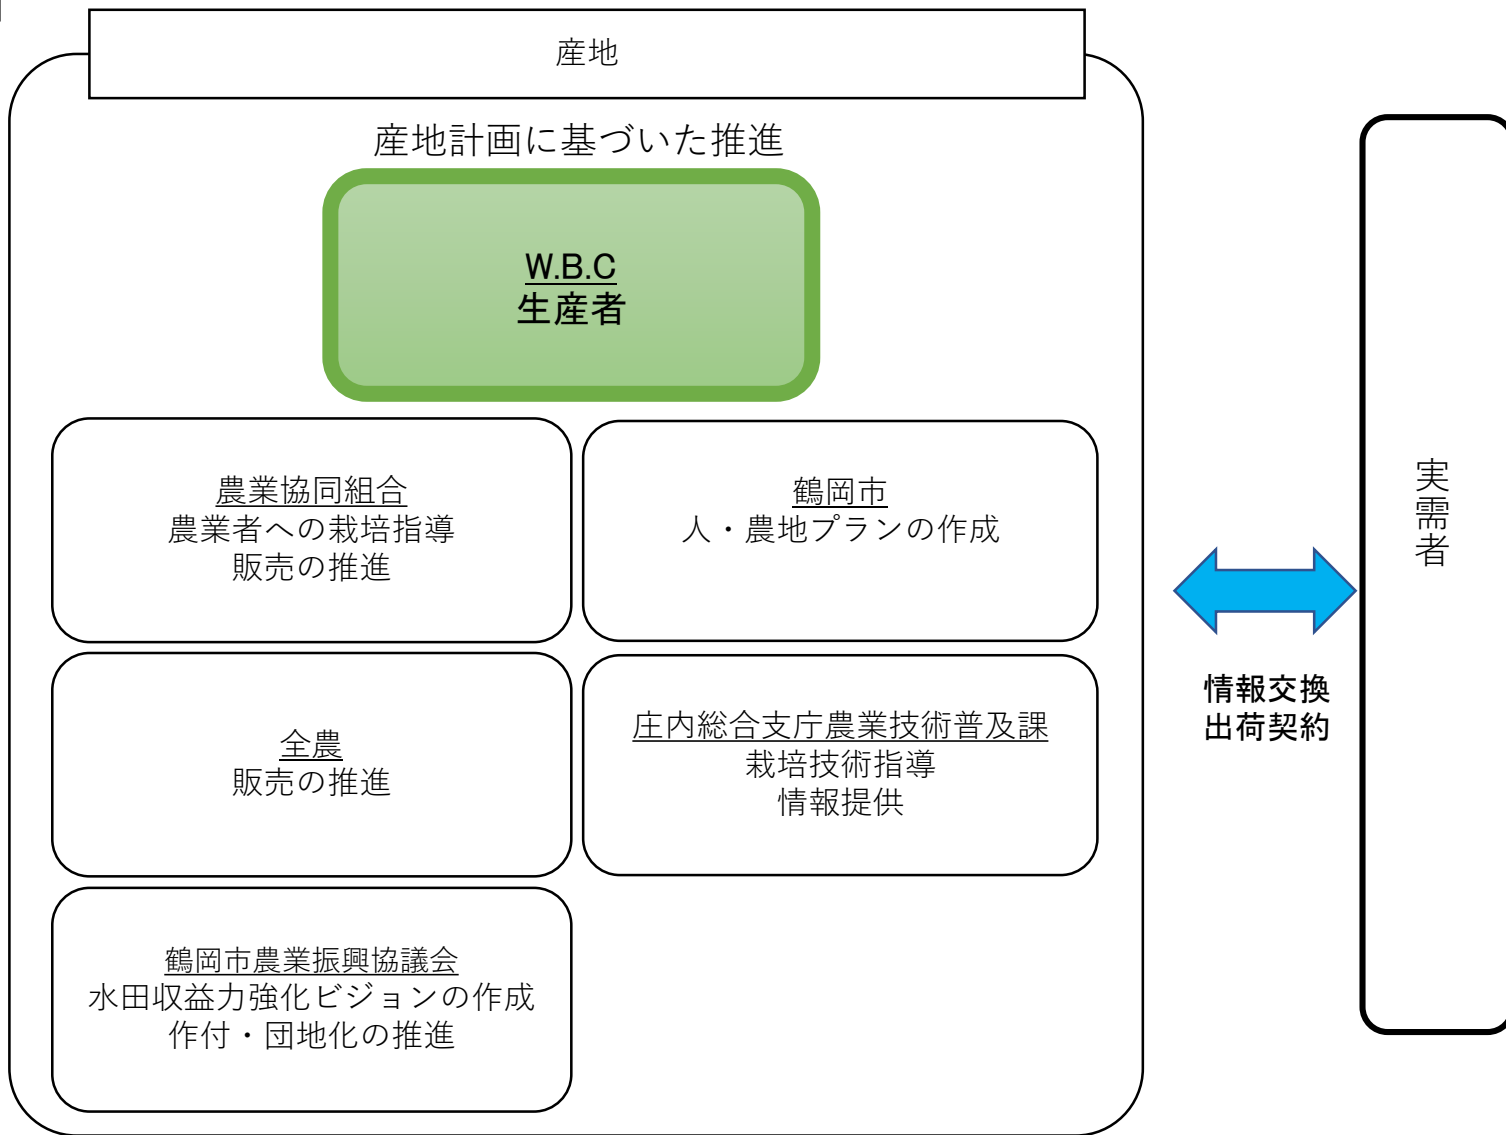 産地
産地計画に基づいた推進
W.B.C
生産者
農業協同組合
農業者への栽培指導
販売の推進
鶴岡市
人・農地プランの作成
全農
販売の推進
庄内総合支庁農業技術普及課
栽培技術指導
情報提供
鶴岡市農業振興協議会
水田収益力強化ビジョンの作成
作付・団地化の推進
情報交換
出荷契約
実需者